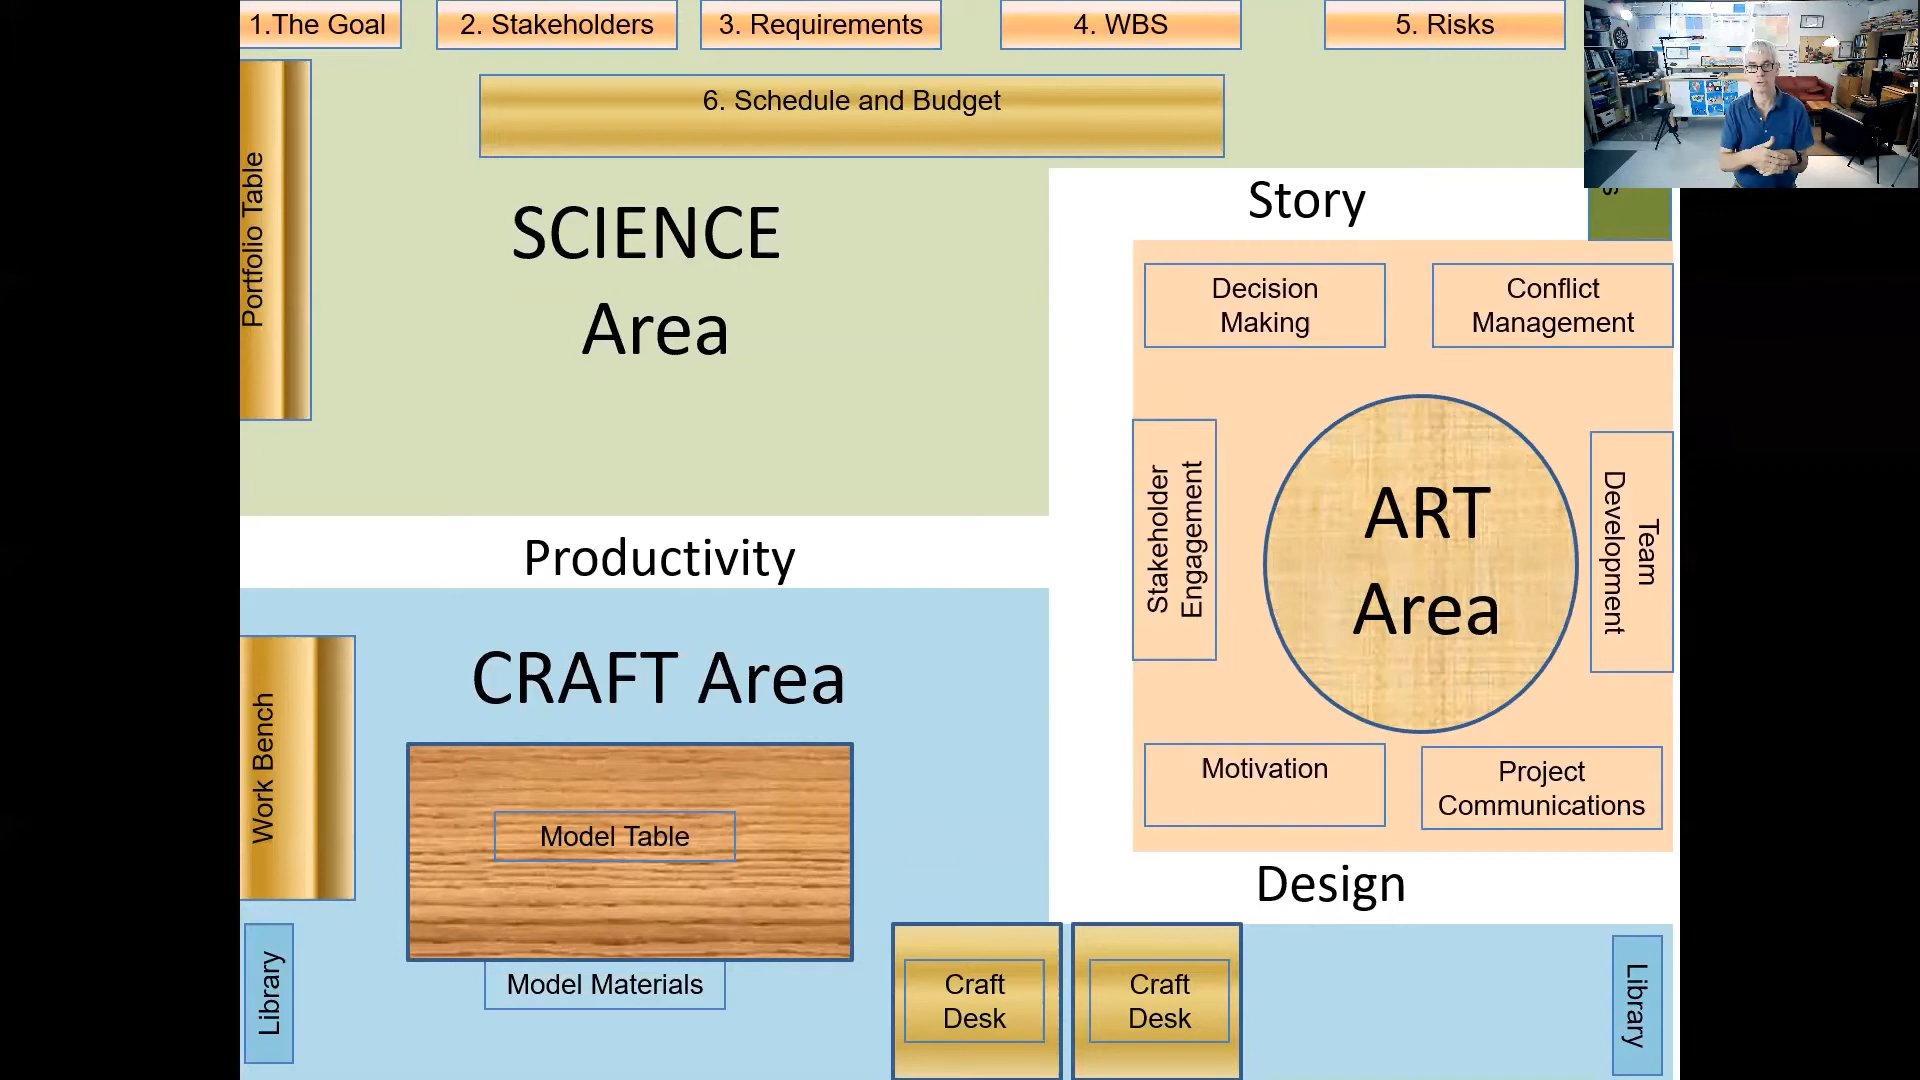 1.The Goal
2. Stakeholders
3. Requirements
4. WBS
5. Risks
6. Schedule and Budget
Portfolio Table
SCIENCE
Area
Story
Decision
Making
Conflict
Management
Stakeholder
Engagement
ART
Area
Team
Development
Productivity
CRAFT Area
Work Bench
Model Table
Motivation
Project
Communications
Design
Library
Model Materials
Craft
Desk
Craft
Desk
Library